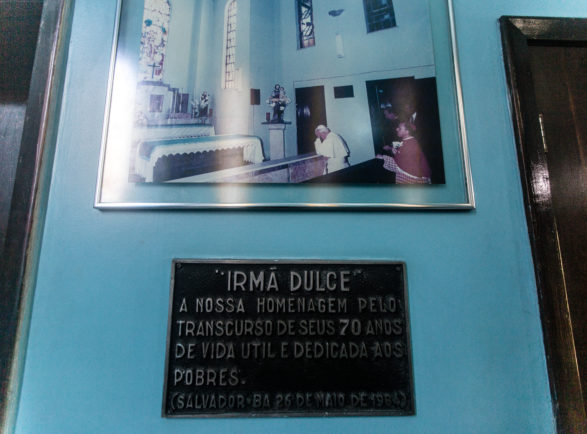 "IRMÃ DULCE"
A NOSSA HOMENAGEM PELO
TRANSCURSO DE SEUS 70 ANOS
DE VIDA UTIL E DEDICADA AOS
POBRES.
(SALVADOR-BA 26 DE MAIO DE 1984)